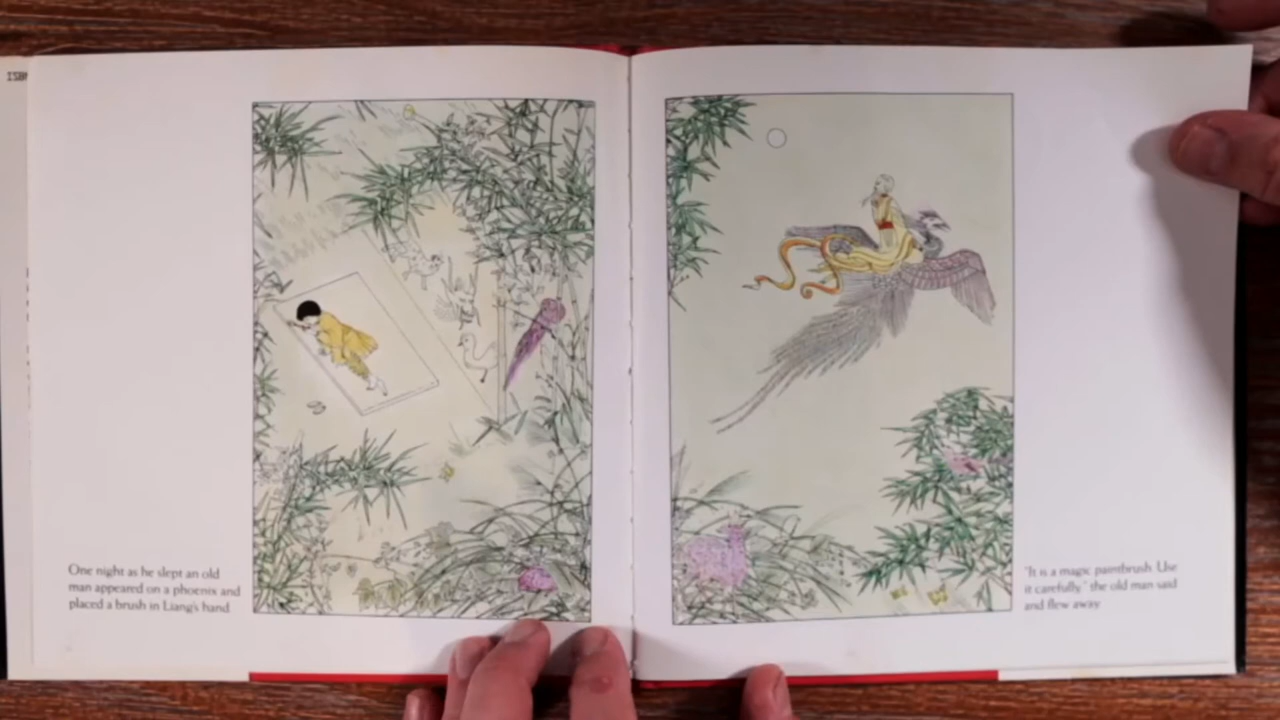 One night as he slept an old
man appeared on a phoenix and
placed a brush in Liang's hand.
"It is a magic paintbrush. Use
it carefully," the old man said
and flew away.